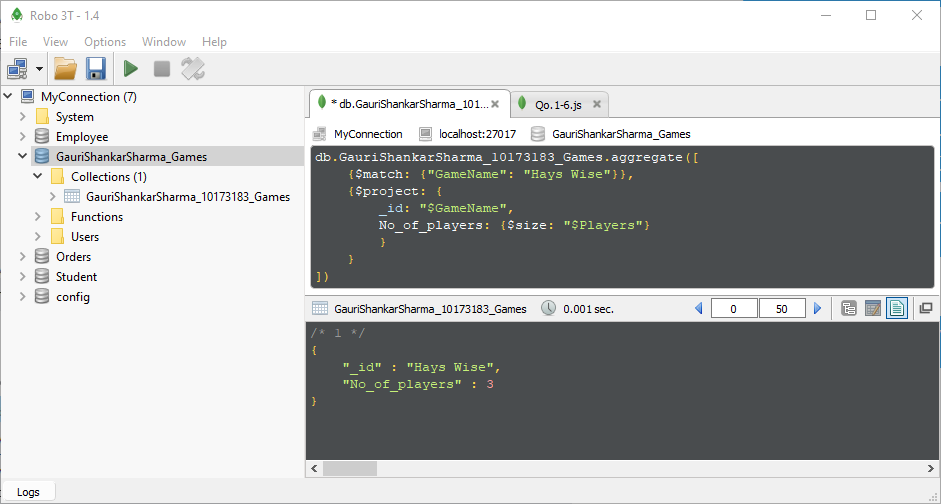 Robo 3T - 1.4
File View Options Window Help
MyConnection (7)
System
Employee
GauriShankarSharma_Games
Collections (1)
GauriShankarSharma_10173183_Games
Functions
Users
Orders
Student
config
* db.GauriShankarSharma_101... Qo.1-6.js
MyConnection localhost:27017 GauriShankarSharma_Games
db.GauriShankarSharma_10173183_Games.aggregate([
{$match: {"GameName": "Hays Wise"}},
{$project: {
_id: "$GameName",
No_of_players: {$size: "$Players"}
}
}
])
GauriShankarSharma_10173183_Games 0.001 sec. 0 50
/* 1 */
{
"_id" : "Hays Wise",
"No_of_players" : 3
}
Logs